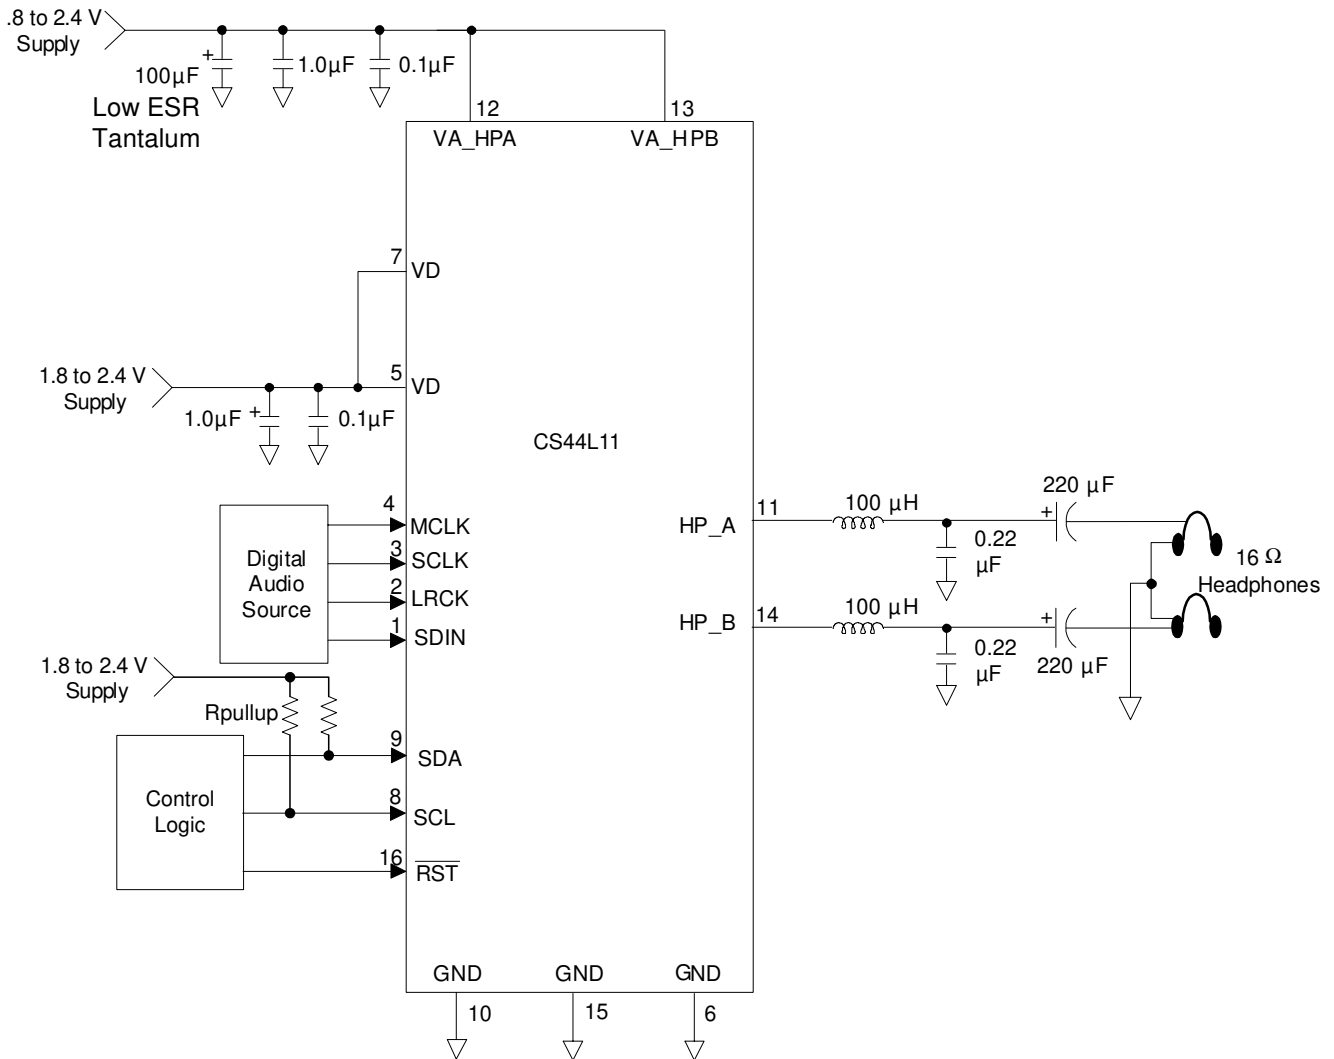 .8 to 2.4 V
Supply
+
100µF
1.0µF
0.1µF
Low ESR
Tantalum
12
13
VA_HPA
VA_HPB
7
VD
1.8 to 2.4 V
Supply
5
VD
1.0µF
+
0.1µF
CS44L11
Digital
Audio
Source
4
MCLK
3
SCLK
2
LRCK
1
SDIN
HP_A
11
100 µH
0.22
µF
220 µF
+
16 Ω
Headphones
HP_B
14
100 µH
0.22
µF
+
220 µF
1.8 to 2.4 V
Supply
Rpullup
Control
Logic
9
SDA
8
SCL
16
RST
GND
GND
GND
10
15
6